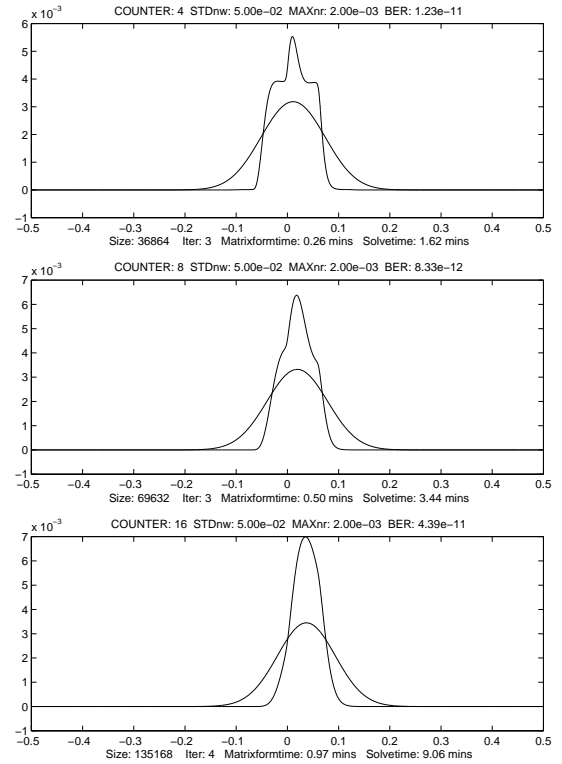 x 10⁻³
COUNTER: 4 STDnw: 5.00e−02 MAXnr: 2.00e−03 BER: 1.23e−11
6
5
4
3
2
1
0
−1
−0.5 −0.4 −0.3 −0.2 −0.1 0 0.1 0.2 0.3 0.4 0.5
Size: 36864 Iter: 3 Matrixformtime: 0.26 mins Solvetime: 1.62 mins
x 10⁻³
COUNTER: 8 STDnw: 5.00e−02 MAXnr: 2.00e−03 BER: 8.33e−12
7
6
5
4
3
2
1
0
−1
−0.5 −0.4 −0.3 −0.2 −0.1 0 0.1 0.2 0.3 0.4 0.5
Size: 69632 Iter: 3 Matrixformtime: 0.50 mins Solvetime: 3.44 mins
x 10⁻³
COUNTER: 16 STDnw: 5.00e−02 MAXnr: 2.00e−03 BER: 4.39e−11
7
6
5
4
3
2
1
0
−1
−0.5 −0.4 −0.3 −0.2 −0.1 0 0.1 0.2 0.3 0.4 0.5
Size: 135168 Iter: 4 Matrixformtime: 0.97 mins Solvetime: 9.06 mins